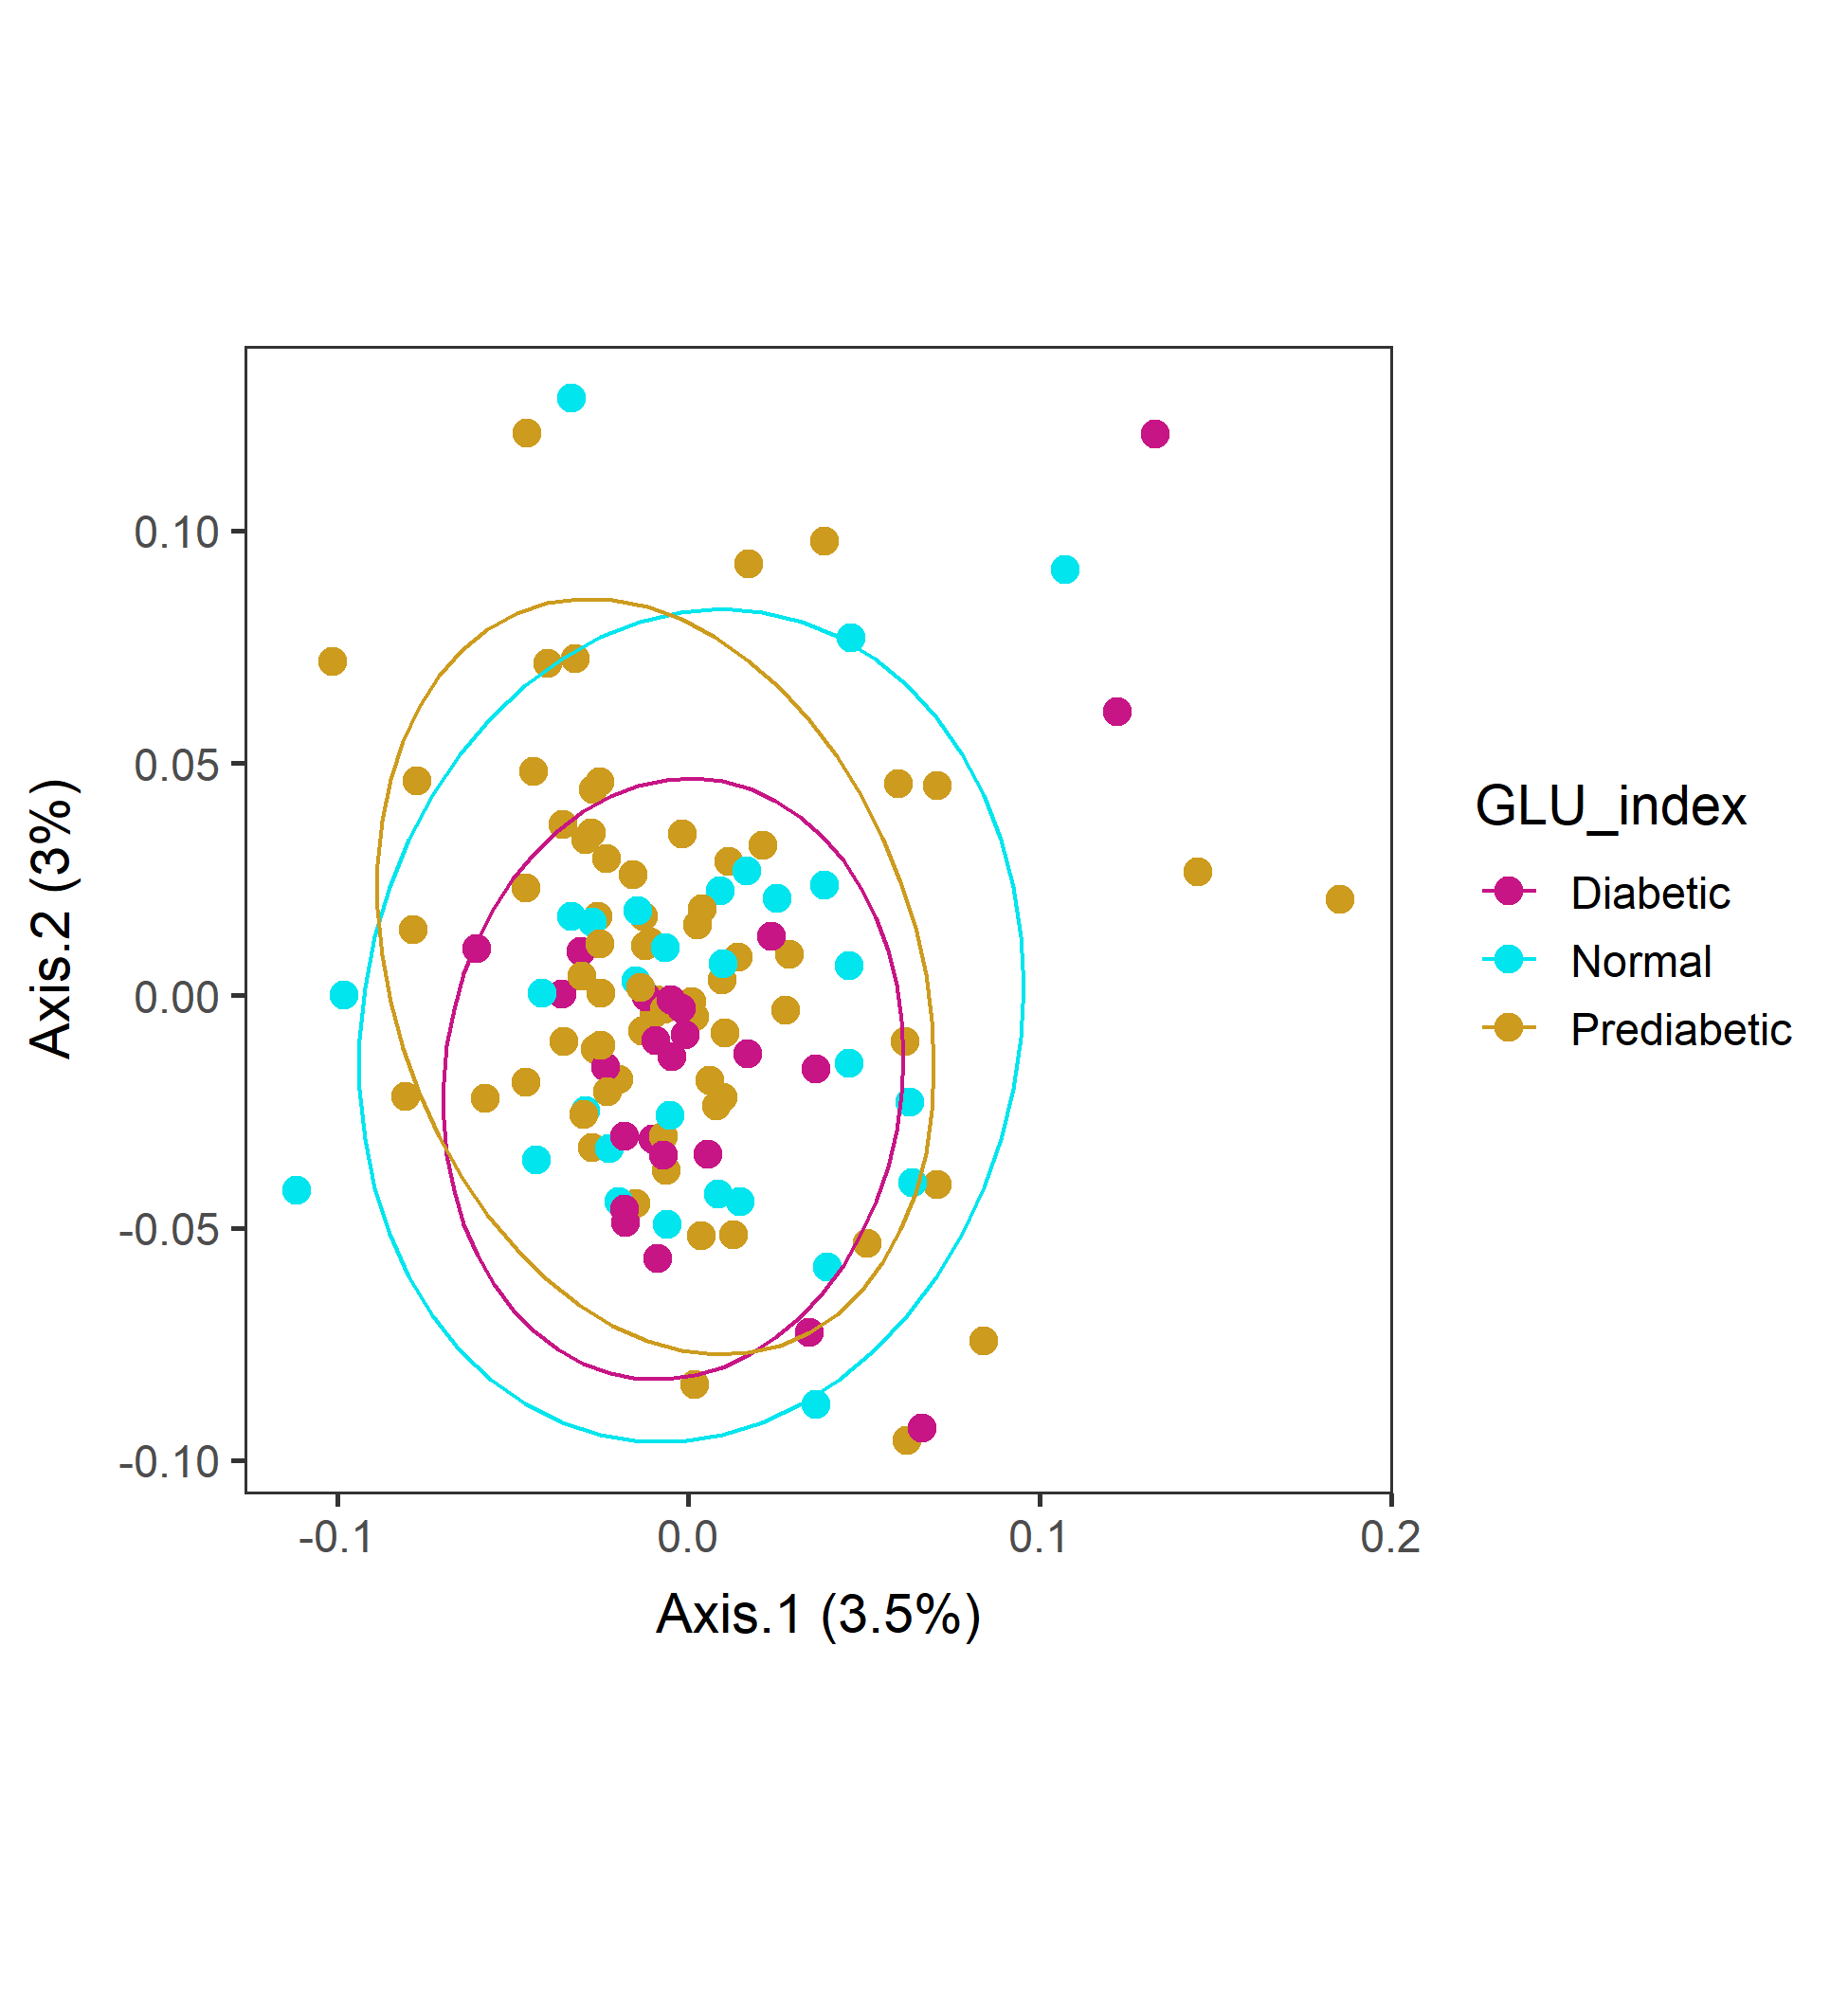 0.10
0.05
0.00
-0.05
-0.10
Axis.2 (3%)
-0.1
0.0
0.1
0.2
Axis.1 (3.5%)
GLU_index
Diabetic
Normal
Prediabetic